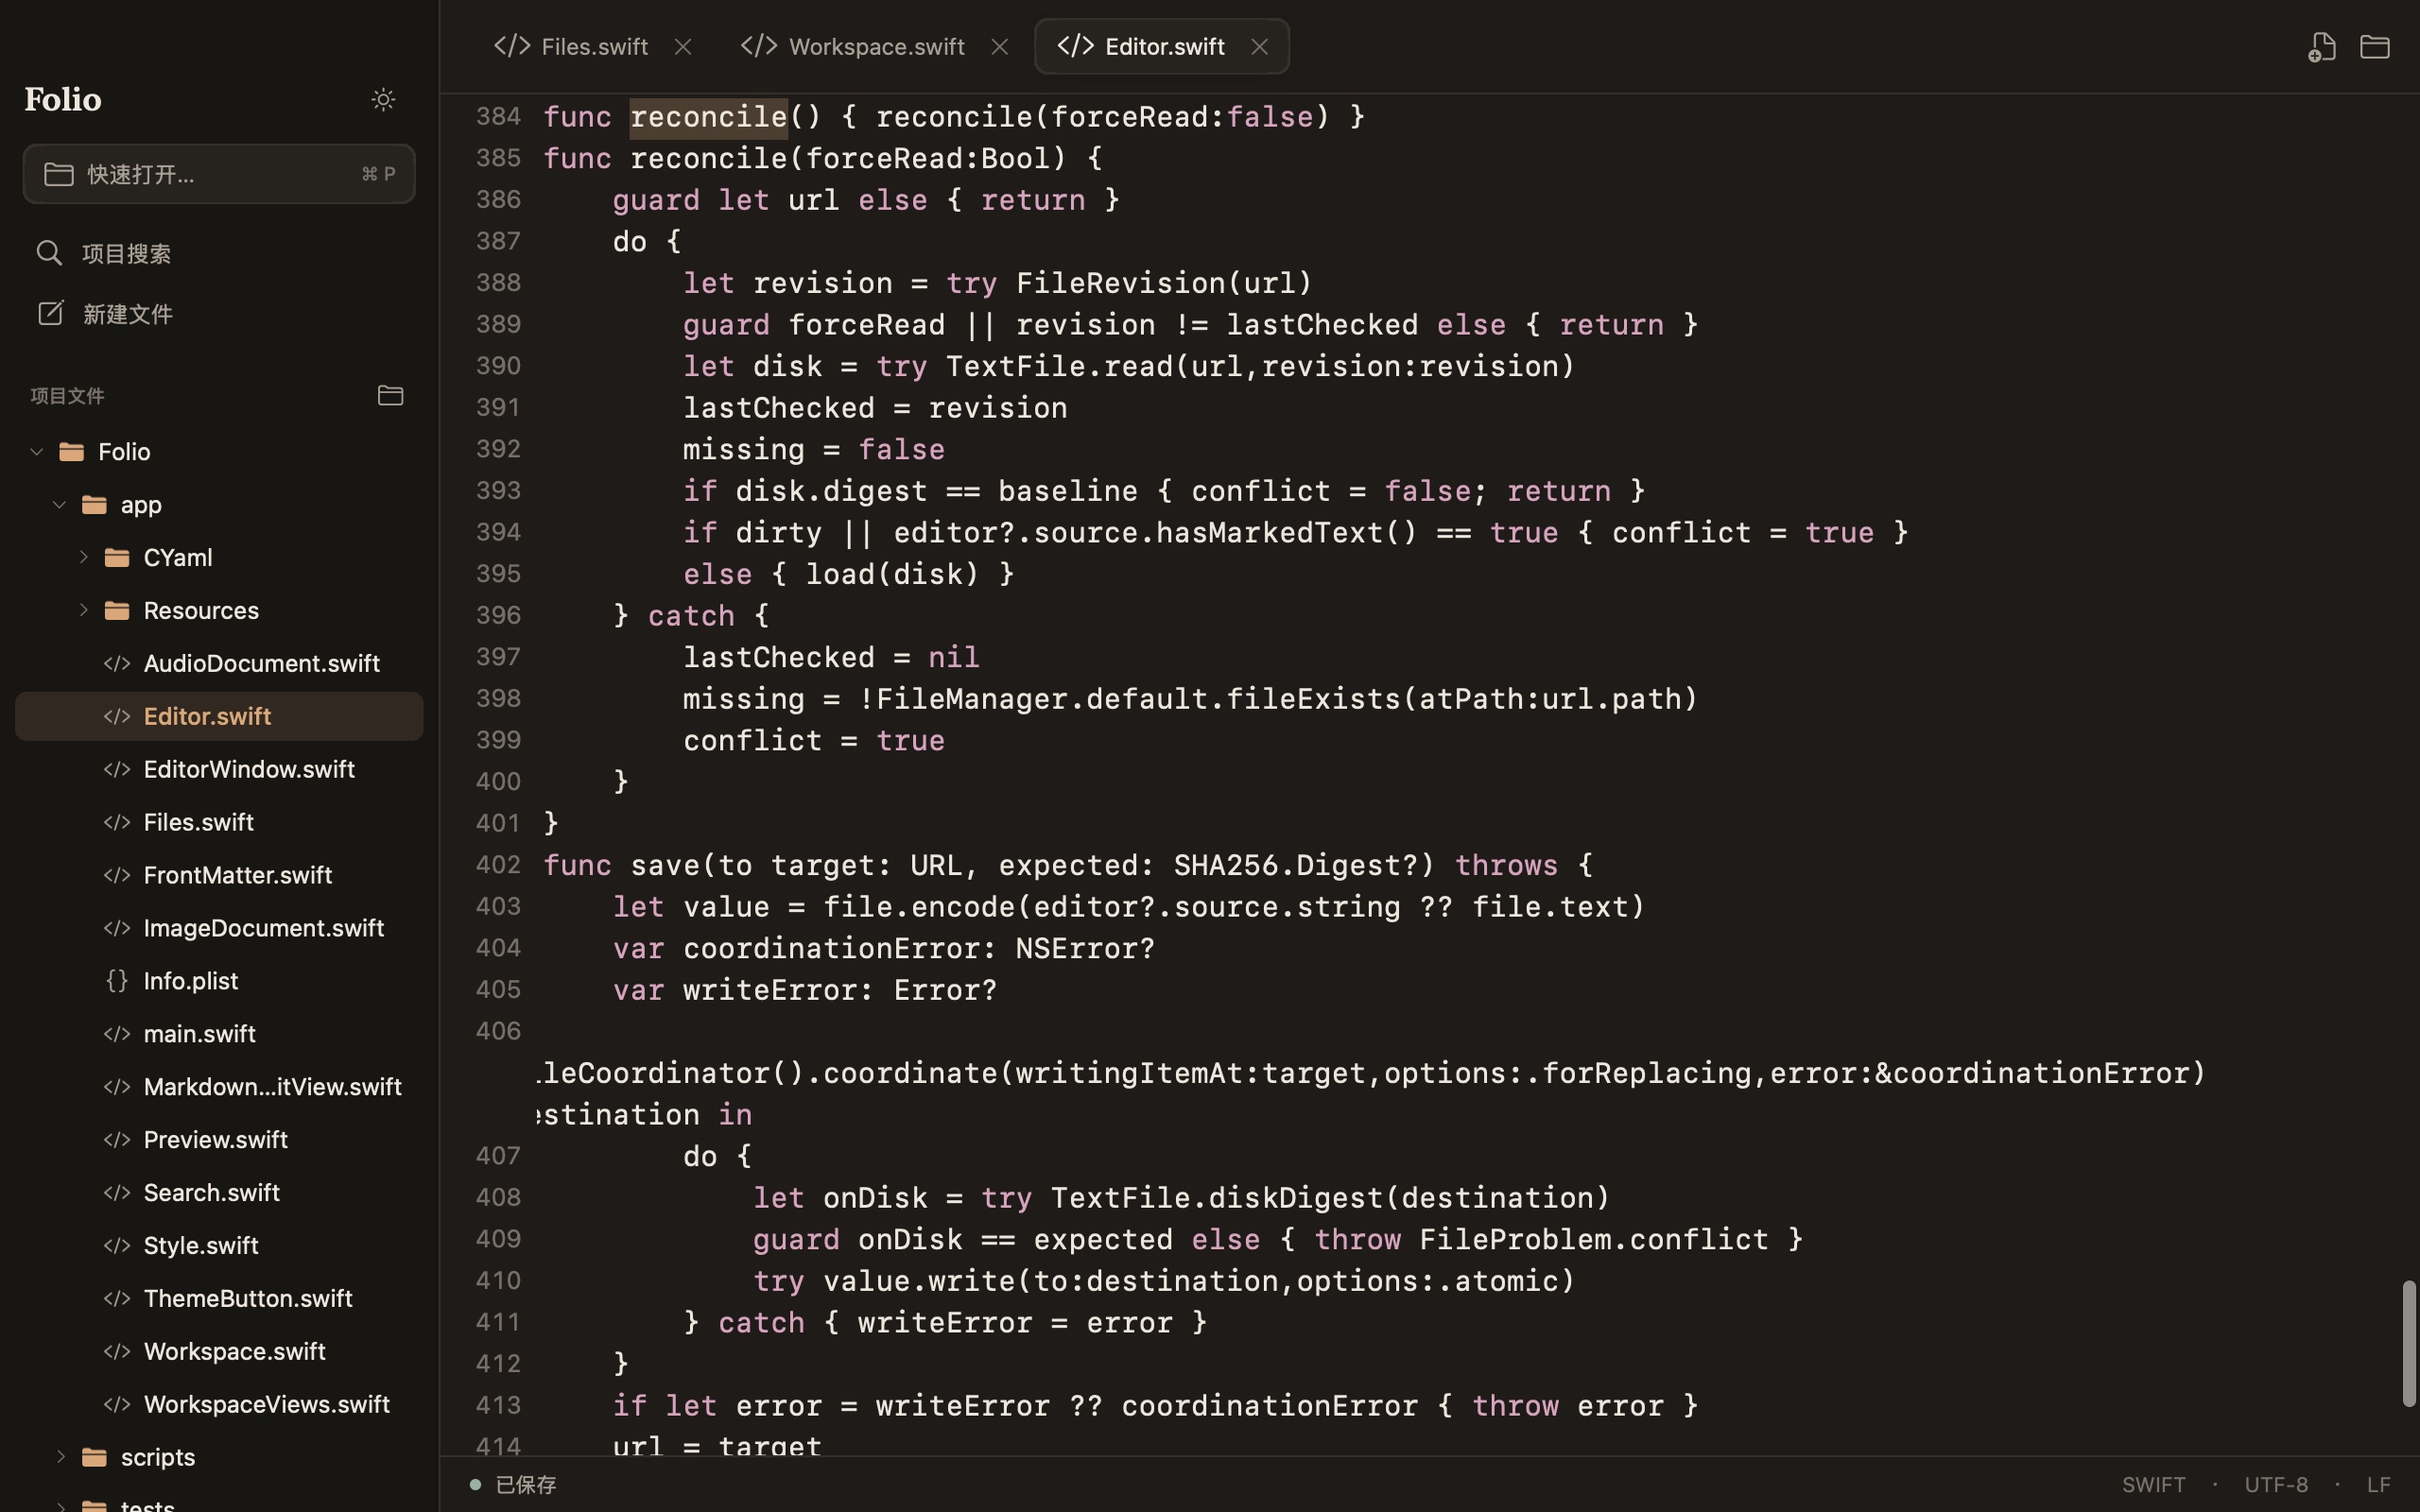 Folio
快速打开... ⌘ P
项目搜索
新建文件
项目文件
Folio
app
CYaml
Resources
AudioDocument.swift
Editor.swift
EditorWindow.swift
Files.swift
FrontMatter.swift
ImageDocument.swift
{} Info.plist
main.swift
Markdown...itView.swift
Preview.swift
Search.swift
Style.swift
ThemeButton.swift
Workspace.swift
WorkspaceViews.swift
scripts
tests
</> Files.swift </> Workspace.swift </> Editor.swift
384 func reconcile() { reconcile(forceRead:false) }
385 func reconcile(forceRead:Bool) {
386     guard let url else { return }
387     do {
388         let revision = try FileRevision(url)
389         guard forceRead || revision != lastChecked else { return }
390         let disk = try TextFile.read(url,revision:revision)
391         lastChecked = revision
392         missing = false
393         if disk.digest == baseline { conflict = false; return }
394         if dirty || editor?.source.hasMarkedText() == true { conflict = true }
395         else { load(disk) }
396     } catch {
397         lastChecked = nil
398         missing = !FileManager.default.fileExists(atPath:url.path)
399         conflict = true
400     }
401 }
402 func save(to target: URL, expected: SHA256.Digest?) throws {
403     let value = file.encode(editor?.source.string ?? file.text)
404     var coordinationError: NSError?
405     var writeError: Error?
406
leCoordinator().coordinate(writingItemAt:target,options:.forReplacing,error:&coordinationError)
estination in
407         do {
408             let onDisk = try TextFile.diskDigest(destination)
409             guard onDisk == expected else { throw FileProblem.conflict }
410             try value.write(to:destination,options:.atomic)
411         } catch { writeError = error }
412     }
413     if let error = writeError ?? coordinationError { throw error }
414     url = target
已保存
SWIFT · UTF-8 · LF